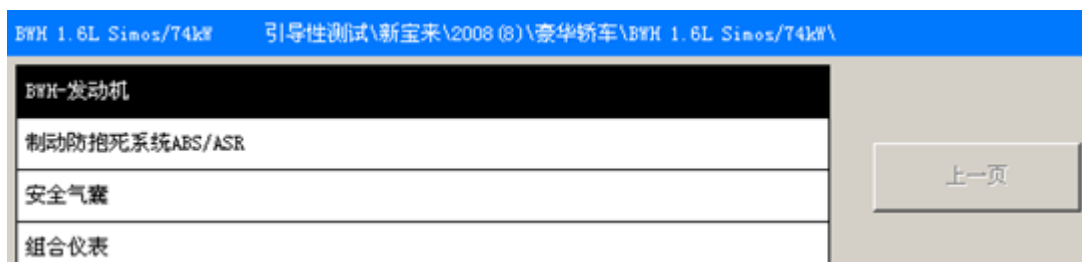 BWH 1.6L Simos/74kW 引导性测试\新宝来\2008(8)\豪华轿车\BWH 1.6L Simos/74kW\
BWH-发动机
制动防抱死系统ABS/ASR
安全气囊
上一页
组合仪表